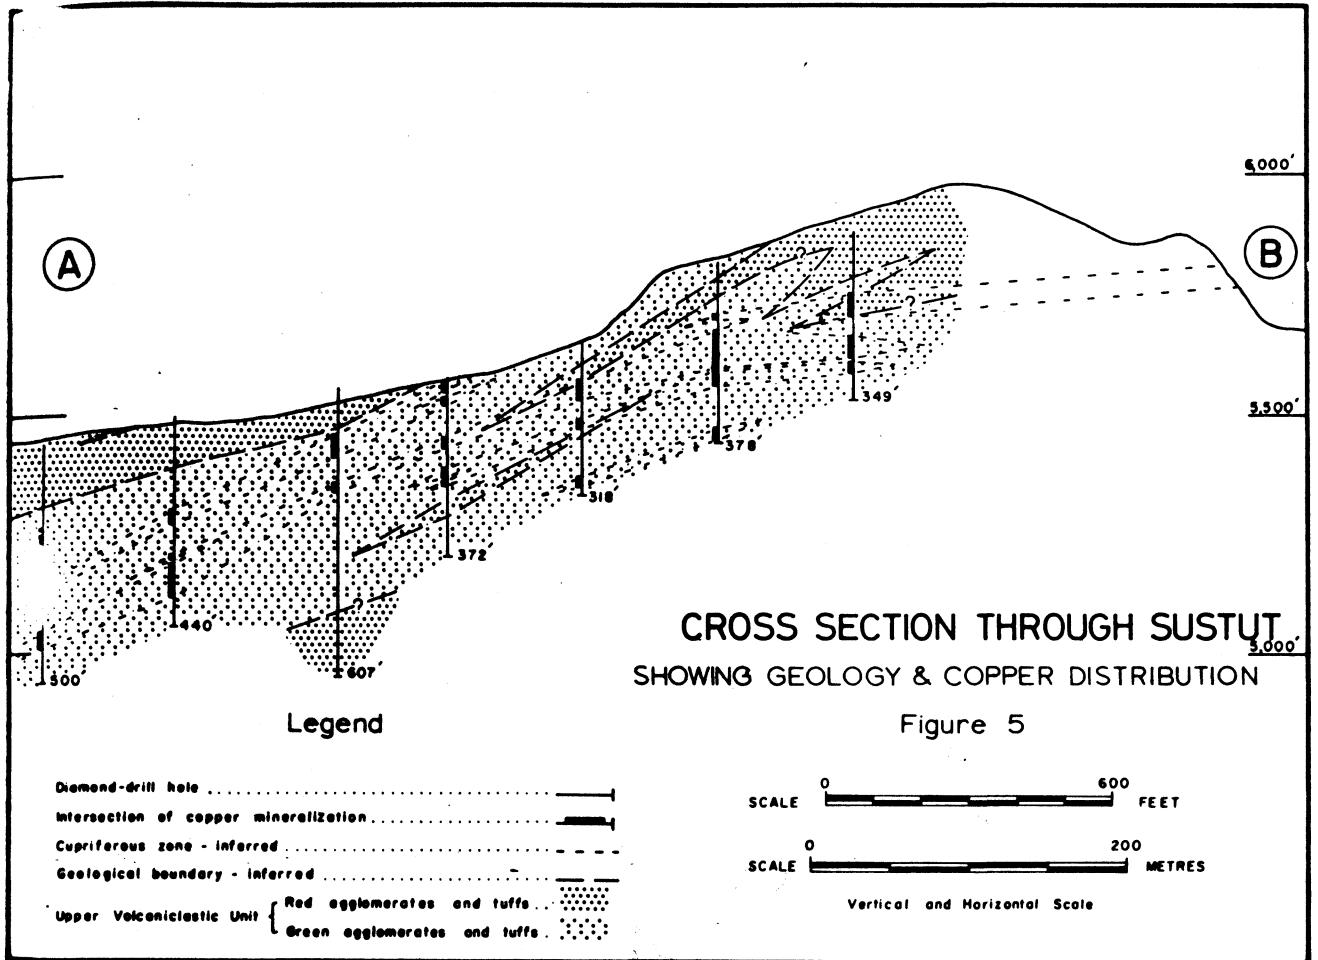 6,000'
A
B
5,500'
349
378
318
372
440
607'
500
CROSS SECTION THROUGH SUSTUT
5,000'
SHOWING GEOLOGY & COPPER DISTRIBUTION
Figure 5
Legend
Diamond-drill hole
Intersection of copper mineralization
Cupriferous zone - inferred
Geological boundary - inferred
Upper Volcaniclastic Unit { Red agglomerates and tuffs
Green agglomerates and tuffs
0 600
SCALE FEET
0 200
SCALE METRES
Vertical and Horizontal Scale
?
?
?